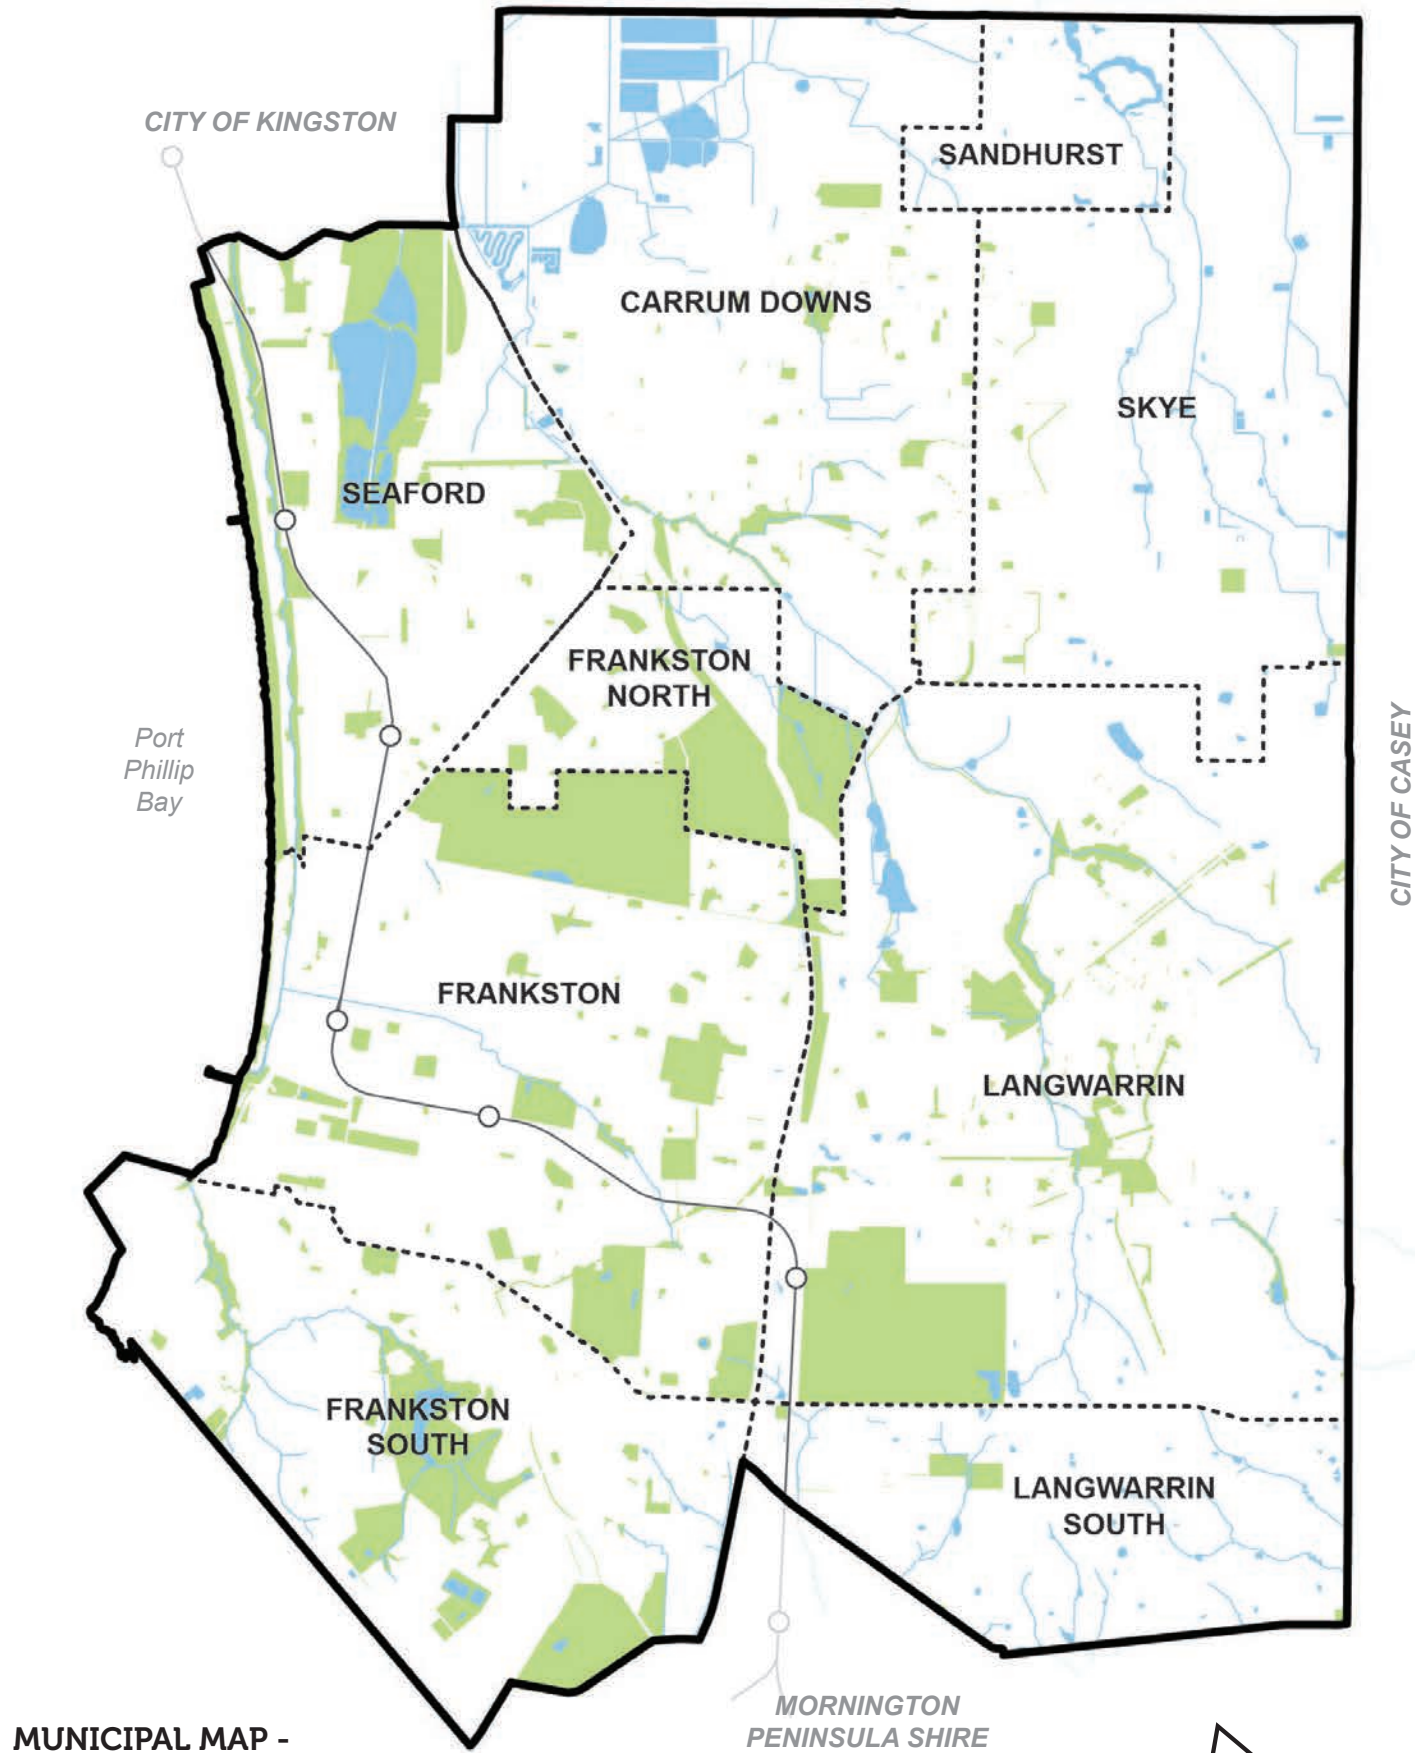 CITY OF KINGSTON
SANDHURST
CARRUM DOWNS
SKYE
SEAFORD
FRANKSTON
NORTH
Port
Phillip
Bay
CITY OF CASEY
FRANKSTON
LANGWARRIN
FRANKSTON
SOUTH
LANGWARRIN
SOUTH
MORNINGTON
PENINSULA SHIRE
MUNICIPAL MAP -